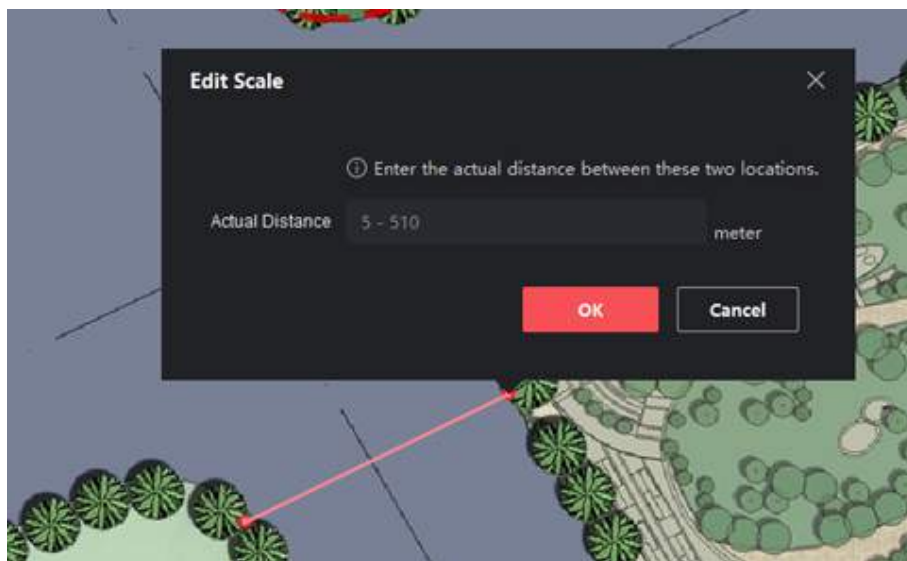 Edit Scale
Enter the actual distance between these two locations.
Actual Distance 5 - 510 meter
OK Cancel